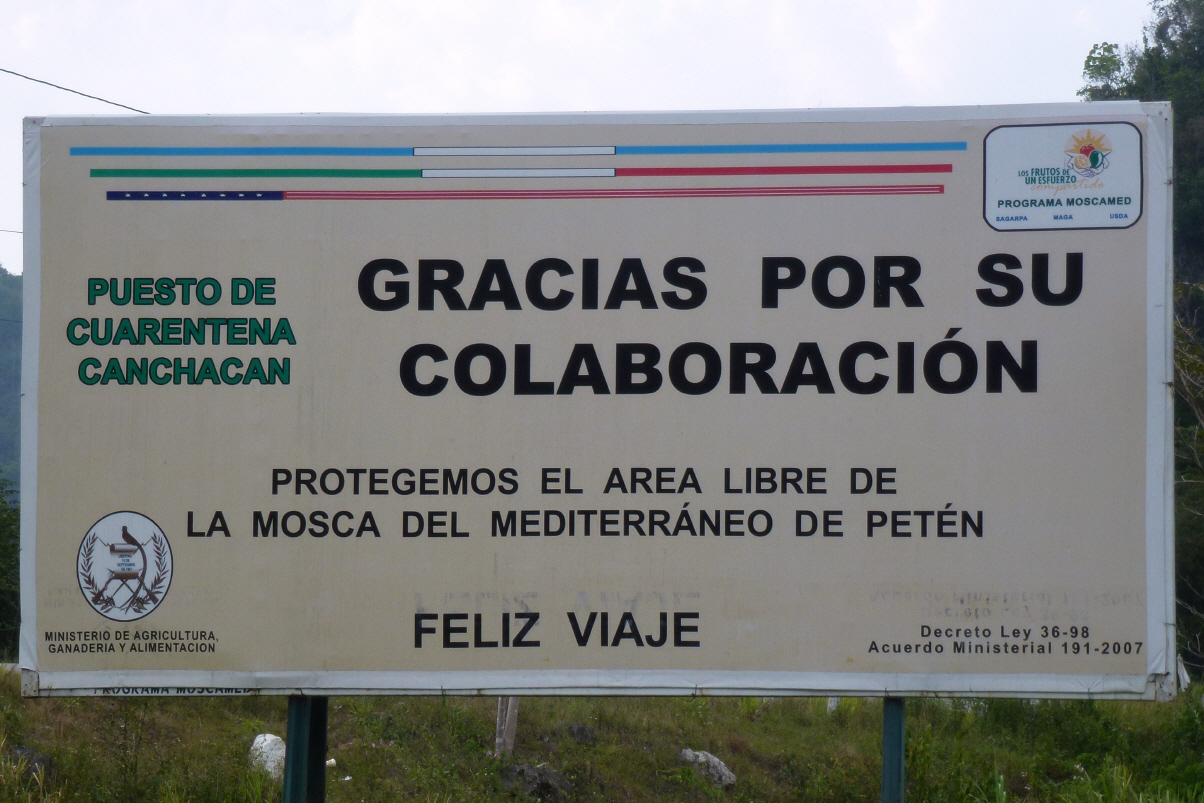 LOS FRUTOS DE
UN ESFUERZO
compartido
PROGRAMA MOSCAMED
SAGARPA MAGA USDA
PUESTO DE
CUARENTENA
CANCHACAN
GRACIAS POR SU
COLABORACIÓN
PROTEGEMOS EL AREA LIBRE DE
LA MOSCA DEL MEDITERRÁNEO DE PETÉN
FELIZ VIAJE
MINISTERIO DE AGRICULTURA,
GANADERIA Y ALIMENTACION
Decreto Ley 36-98
Acuerdo Ministerial 191-2007
PROGRAMA MOSCAMED